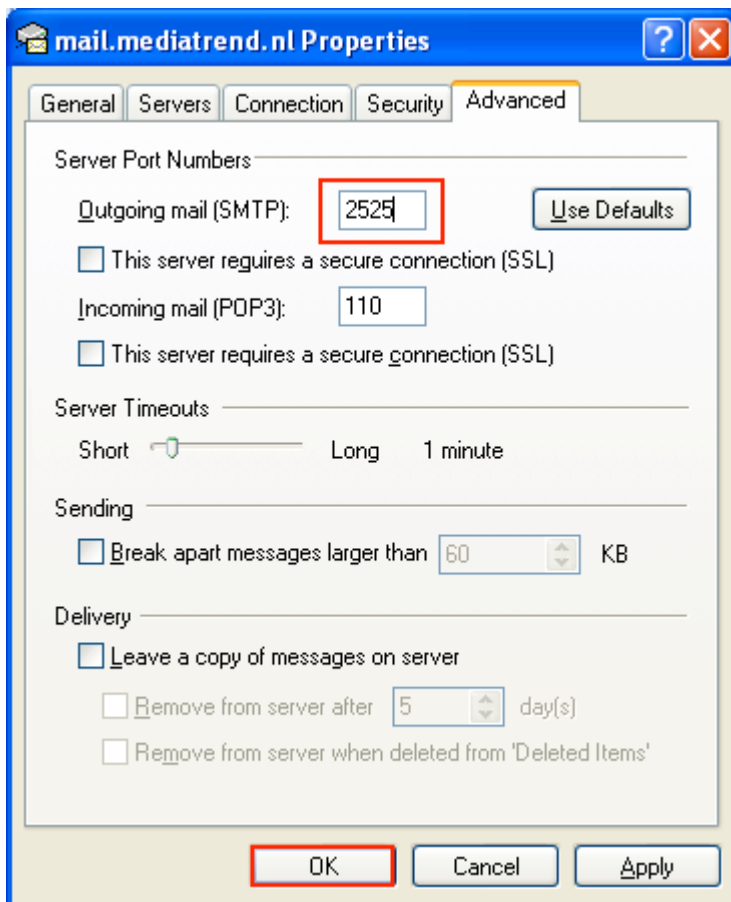 mail.mediatrend.nl Properties
General Servers Connection Security Advanced
Server Port Numbers
Outgoing mail (SMTP): 2525 Use Defaults
This server requires a secure connection (SSL)
Incoming mail (POP3): 110
This server requires a secure connection (SSL)
Server Timeouts
Short Long 1 minute
Sending
Break apart messages larger than 60 KB
Delivery
Leave a copy of messages on server
Remove from server after 5 day(s)
Remove from server when deleted from 'Deleted Items'
OK Cancel Apply